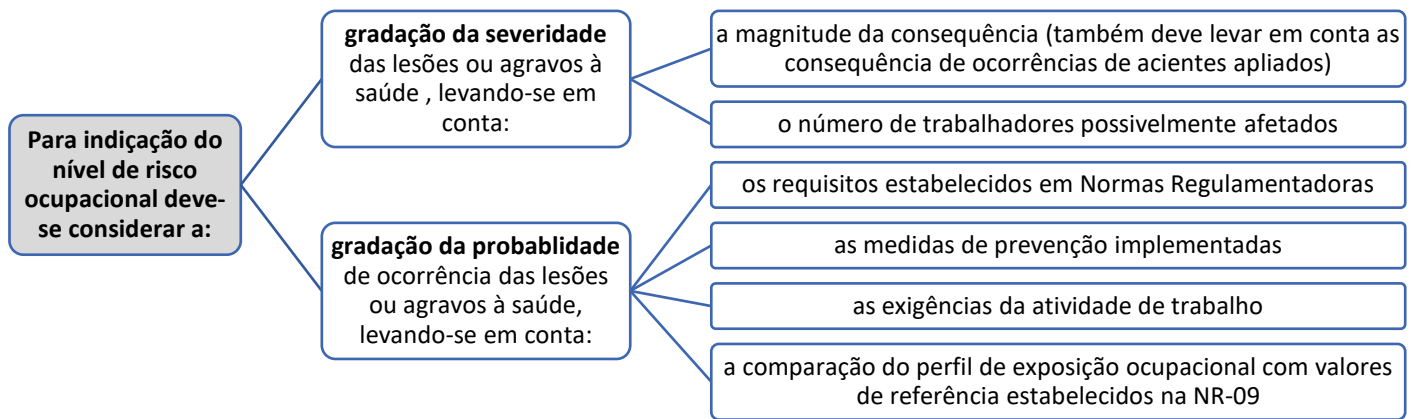 Para indicação do
nível de risco
ocupacional deve-
se considerar a:
gradação da severidade
das lesões ou agravos à
saúde , levando-se em
conta:
a magnitude da consequência (também deve levar em conta as
consequência de ocorrências de acientes apliados)
o número de trabalhadores possivelmente afetados
gradação da probablidade
de ocorrência das lesões
ou agravos à saúde,
levando-se em conta:
os requisitos estabelecidos em Normas Regulamentadoras
as medidas de prevenção implementadas
as exigências da atividade de trabalho
a comparação do perfil de exposição ocupacional com valores
de referência estabelecidos na NR-09